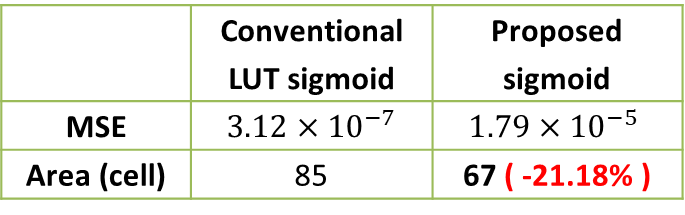 Conventional LUT sigmoid
Proposed sigmoid
MSE 3.12 × 10⁻⁷ 1.79 × 10⁻⁵
Area (cell) 85 67 ( -21.18% )